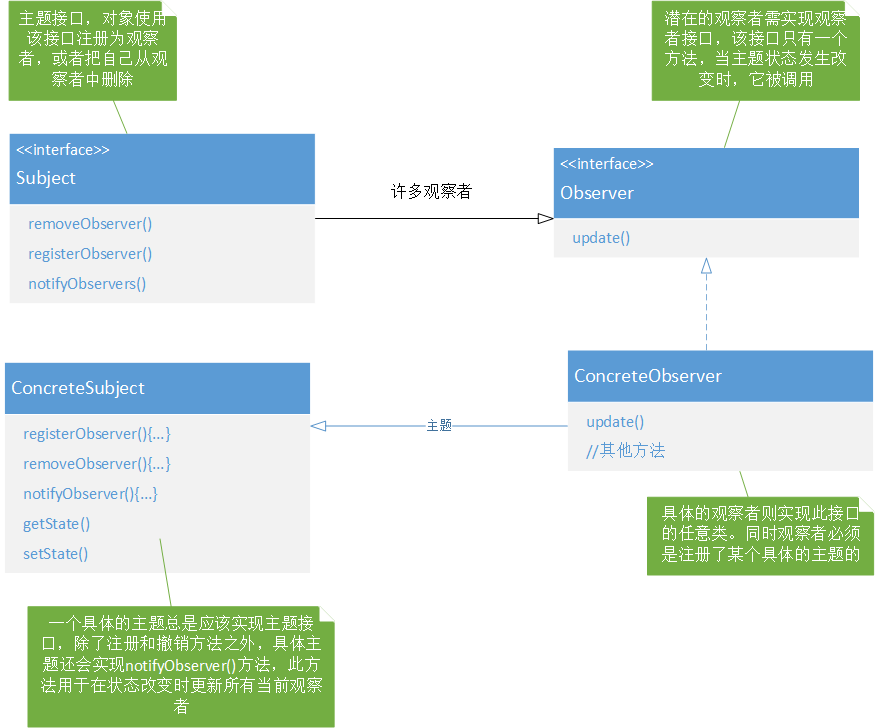 主题接口，对象使用
该接口注册为观察
者，或者把自己从观
察者中删除
潜在的观察者需实现观察
者接口，该接口只有一个
方法，当主题状态发生改
变时，它被调用
<<interface>>
Subject
removeObserver()
registerObserver()
notifyObservers()
许多观察者
<<interface>>
Observer
update()
ConcreteSubject
registerObserver(){...}
removeObserver(){...}
notifyObserver(){...}
getState()
setState()
主题
ConcreteObserver
update()
//其他方法
具体的观察者则实现此接口
的任意类。同时观察者必须
是注册了某个具体的主题的
一个具体的主题总是应该实现主题接
口，除了注册和撤销方法之外，具体主
题还会实现notifyObserver()方法，此方
法用于在状态改变时更新所有当前观察
者